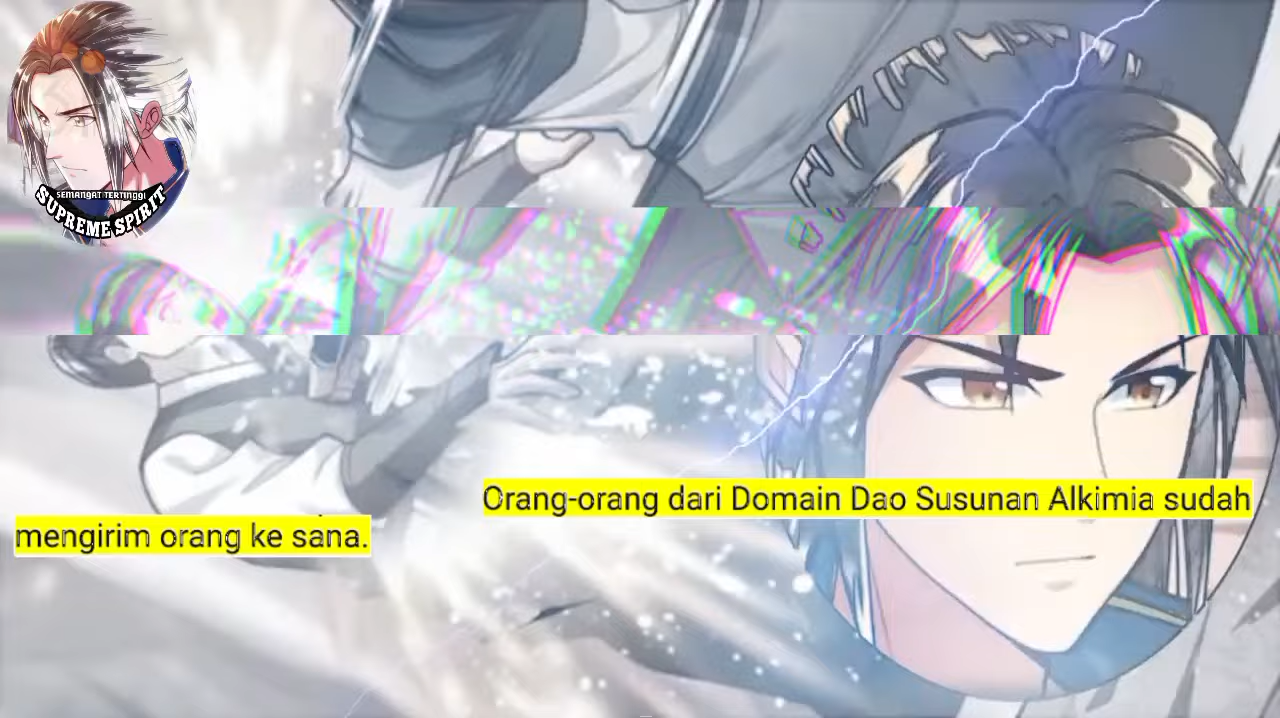 SEMANGAT TERTINGGI
SUPREME SPIRIT
Orang-orang dari Domain Dao Susunan Alkimia sudah
mengirim orang ke sana.